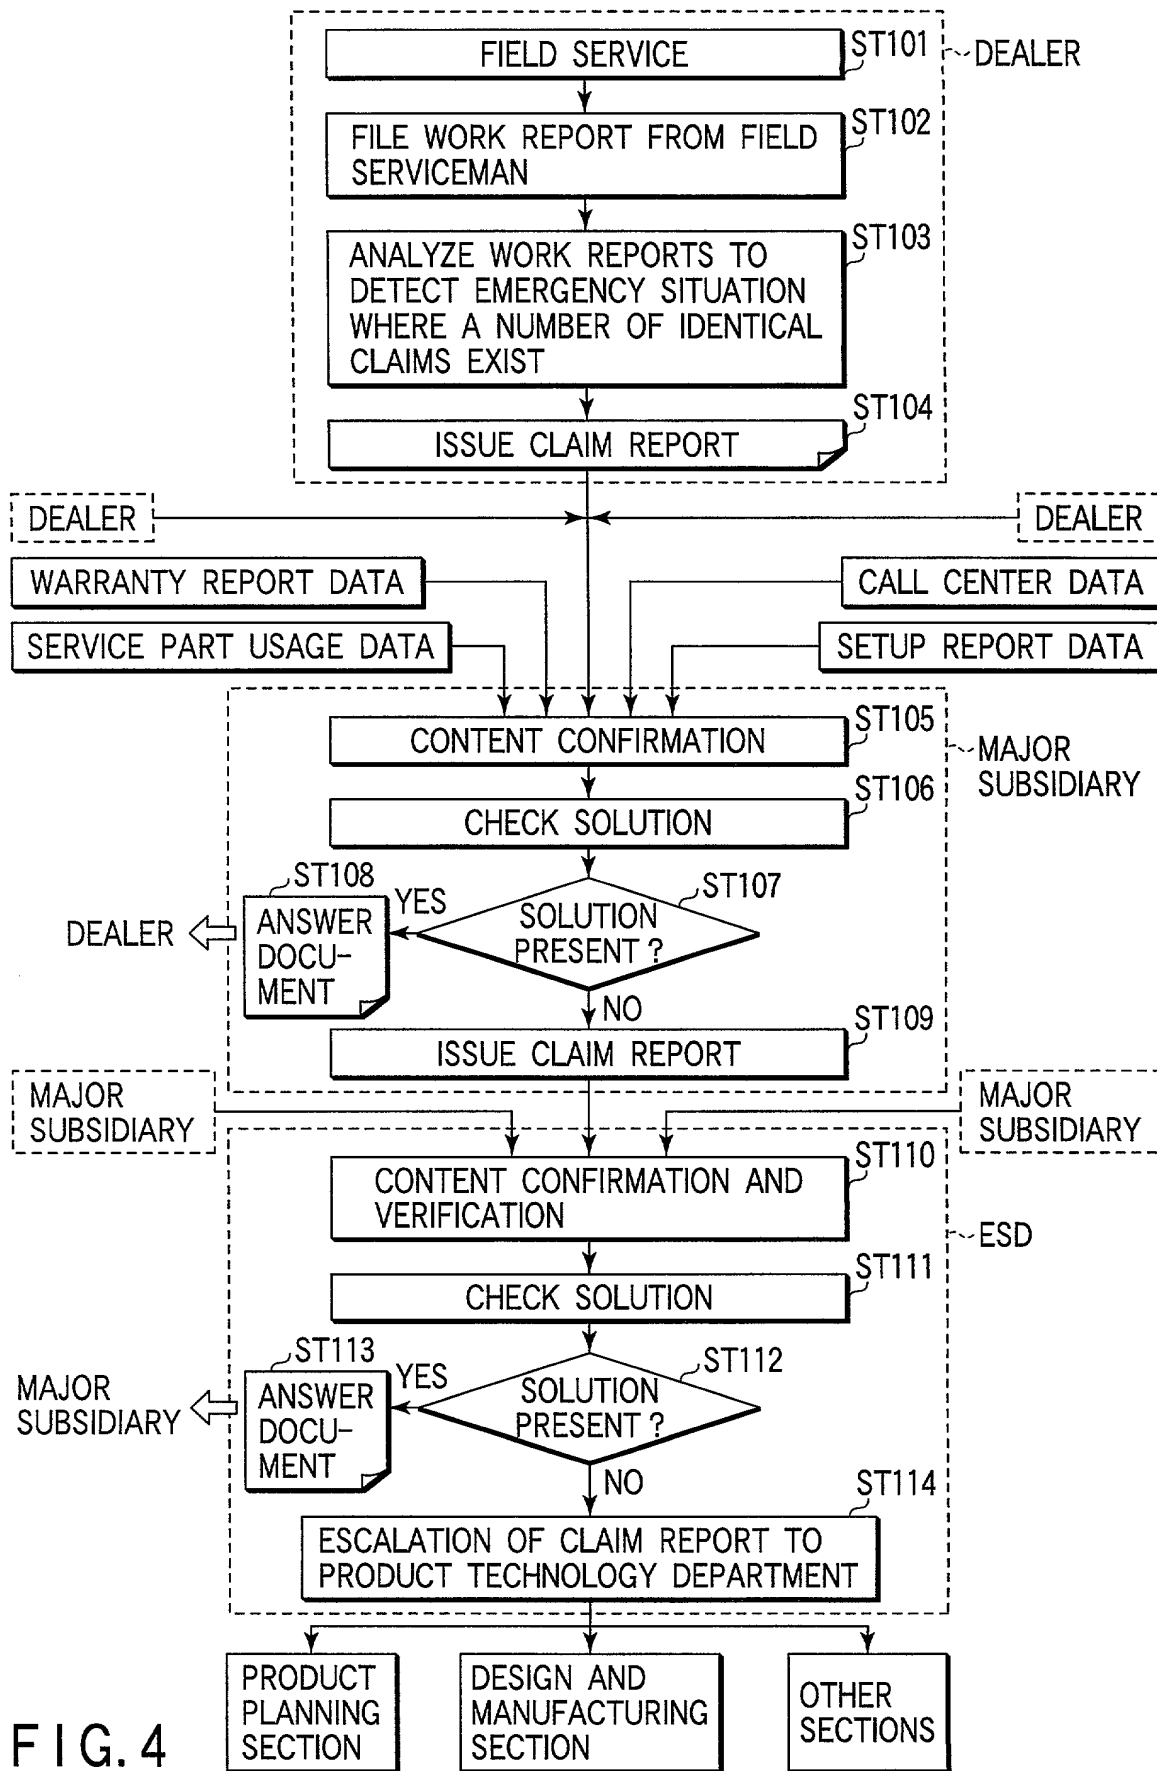 FIELD SERVICE
ST101
DEALER
ST102
FILE WORK REPORT FROM FIELD
SERVICEMAN
ST103
ANALYZE WORK REPORTS TO
DETECT EMERGENCY SITUATION
WHERE A NUMBER OF IDENTICAL
CLAIMS EXIST
ST104
ISSUE CLAIM REPORT
DEALER
DEALER
WARRANTY REPORT DATA
CALL CENTER DATA
SERVICE PART USAGE DATA
SETUP REPORT DATA
ST105
CONTENT CONFIRMATION
MAJOR
SUBSIDIARY
ST106
CHECK SOLUTION
ST108
YES
ST107
DEALER
ANSWER
DOCU-
MENT
SOLUTION
PRESENT ?
NO
ST109
ISSUE CLAIM REPORT
MAJOR
SUBSIDIARY
MAJOR
SUBSIDIARY
ST110
CONTENT CONFIRMATION AND
VERIFICATION
ESD
ST111
CHECK SOLUTION
ST113
YES
ST112
MAJOR
SUBSIDIARY
ANSWER
DOCU-
MENT
SOLUTION
PRESENT ?
NO
ST114
ESCALATION OF CLAIM REPORT TO
PRODUCT TECHNOLOGY DEPARTMENT
PRODUCT
PLANNING
SECTION
DESIGN AND
MANUFACTURING
SECTION
OTHER
SECTIONS
FIG. 4